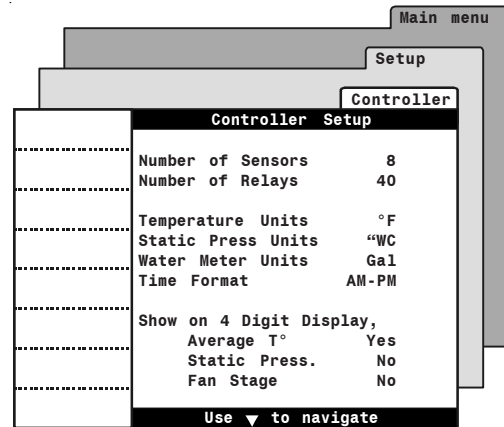 Main menu
Setup
Controller
Controller Setup
Number of Sensors 8
Number of Relays 40
Temperature Units °F
Static Press Units “WC
Water Meter Units Gal
Time Format AM-PM
Show on 4 Digit Display,
Average T° Yes
Static Press. No
Fan Stage No
Use ▼ to navigate